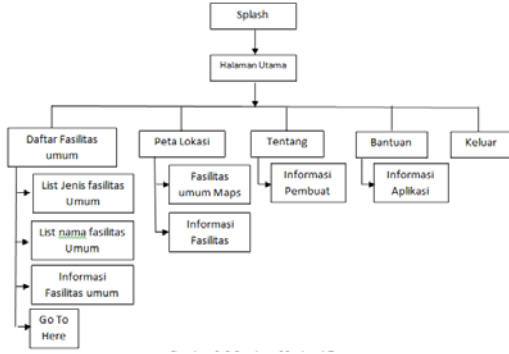 Splash
Halaman Utama
Daftar Fasilitas
umum
Peta Lokasi
Tentang
Bantuan
Keluar
List Jenis fasilitas
Umum
List nama fasilitas
Umum
Informasi
Fasilitas umum
Go To
Here
Fasilitas
umum Maps
Informasi
Fasilitas
Informasi
Pembuat
Informasi
Aplikasi